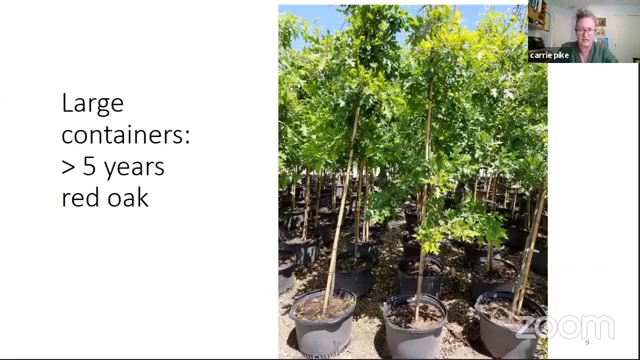 carrie pike
Large
containers:
> 5 years
red oak
9
zoom